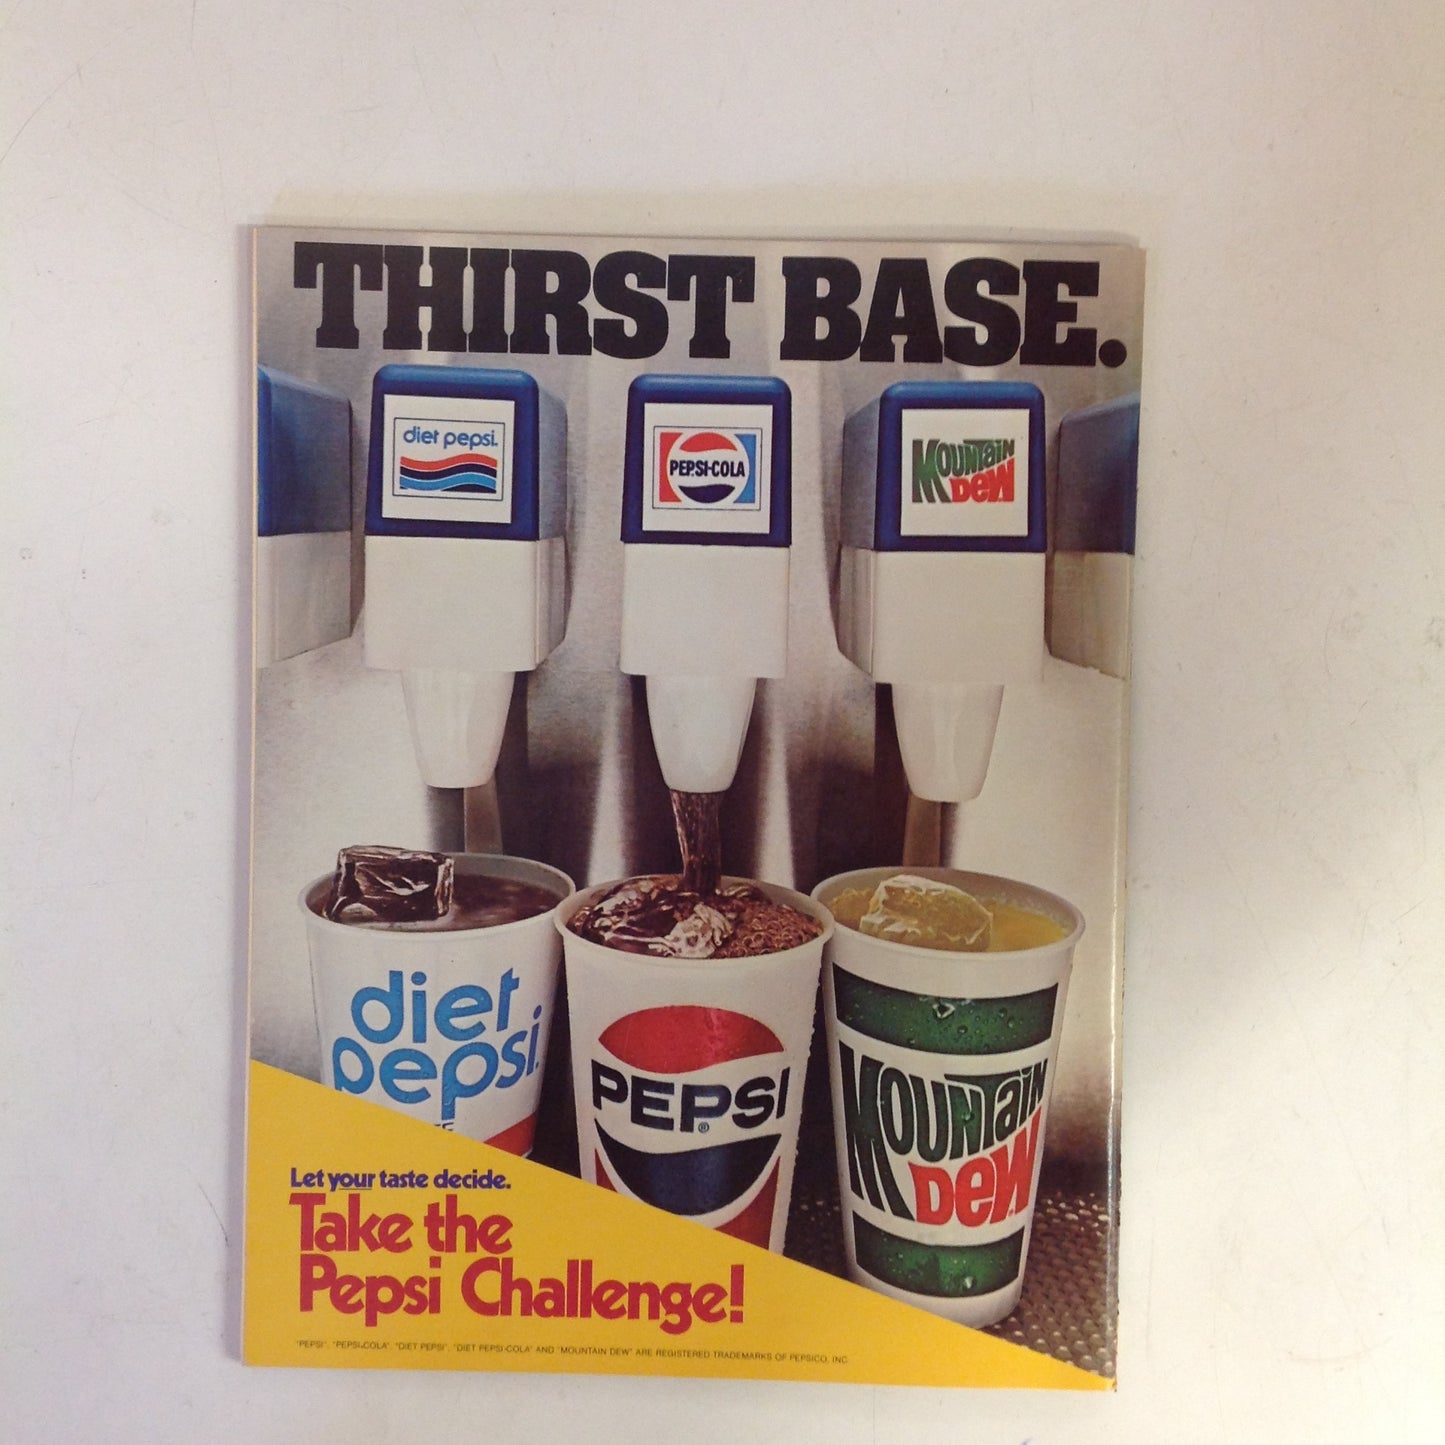 THIRST BASE.
diet pepsi.
PEPSI-COLA
MOUNTAIN
DEW
diet
pepsi.
PEPSI®
MOUNTAIN
DEW
Let your taste decide.
Take the
Pepsi Challenge!
"PEPSI", "PEPSI-COLA" "DIET PEPSI", "DIET PEPSI-COLA" AND "MOUNTAIN DEW" ARE REGISTERED TRADEMARKS OF PEPSICO, INC.